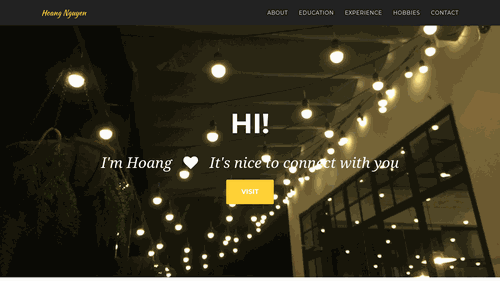 Hoang Nguyen
ABOUT
EDUCATION
EXPERIENCE
HOBBIES
CONTACT
HI!
I'm Hoang It's nice to connect with you
VISIT